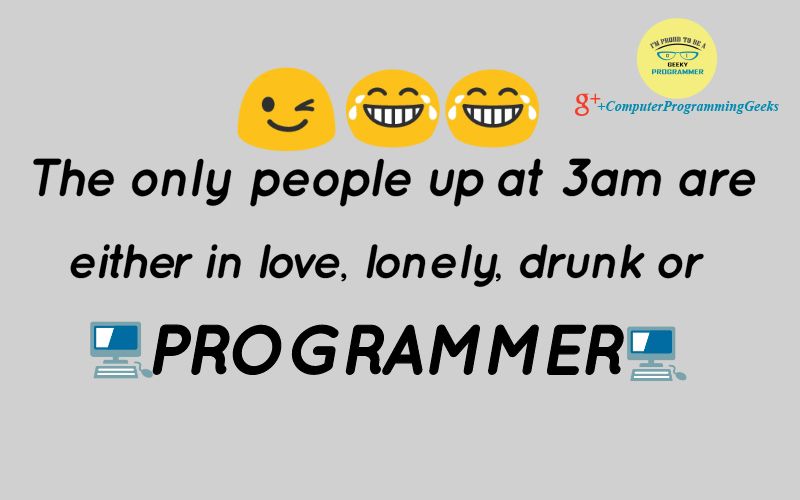 I'M PROUD TO BE A
GEEKY
PROGRAMMER
g+ +ComputerProgrammingGeeks
The only people up at 3am are
either in love, lonely, drunk or
PROGRAMMER